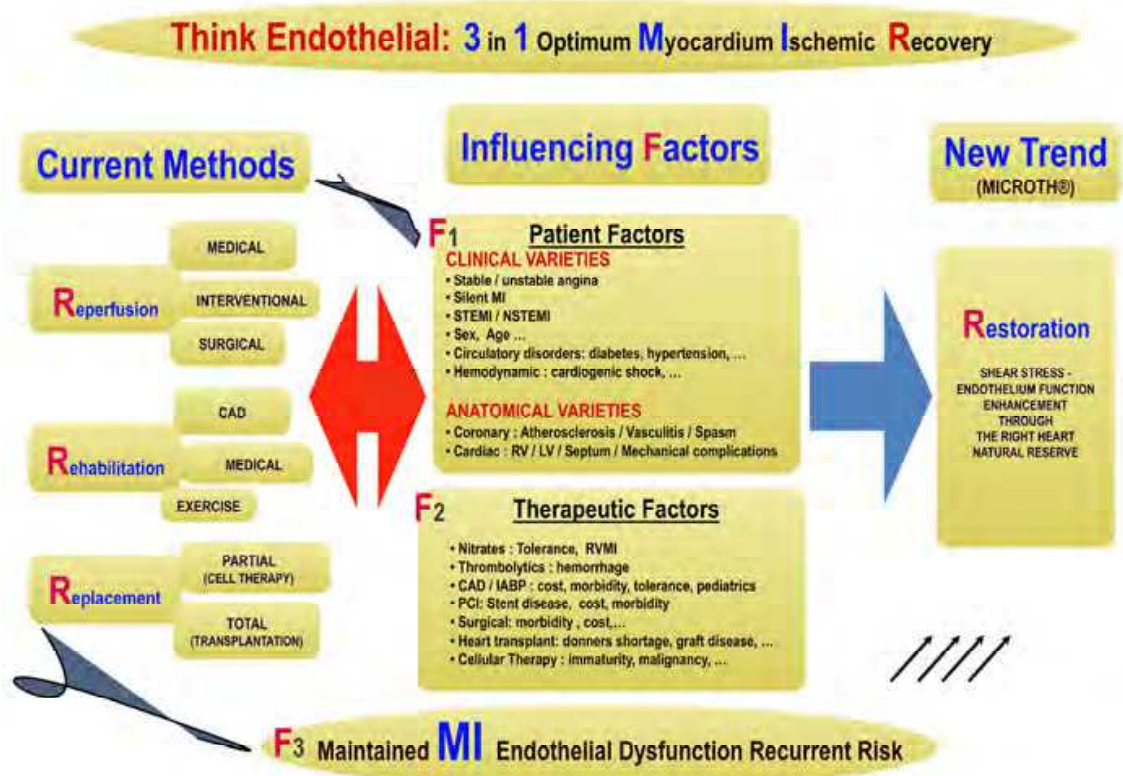 Think Endothelial: 3 in 1 Optimum Myocardium Ischemic Recovery
Current Methods
Reperfusion
MEDICAL
INTERVENTIONAL
SURGICAL
Rehabilitation
CAD
MEDICAL
EXERCISE
Replacement
PARTIAL
(CELL THERAPY)
TOTAL
(TRANSPLANTATION)
Influencing Factors
F1 Patient Factors
CLINICAL VARIETIES
• Stable / unstable angina
• Silent MI
• STEMI / NSTEMI
• Sex, Age ...
• Circulatory disorders: diabetes, hypertension, ...
• Hemodynamic : cardiogenic shock, ...
ANATOMICAL VARIETIES
• Coronary : Atherosclerosis / Vasculitis / Spasm
• Cardiac : RV / LV / Septum / Mechanical complications
F2 Therapeutic Factors
• Nitrates : Tolerance, RVMI
• Thrombolytics : hemorrhage
• CAD / IABP : cost, morbidity, tolerance, pediatrics
• PCI: Stent disease, cost, morbidity
• Surgical: morbidity , cost,...
• Heart transplant: donners shortage, graft disease, ...
• Cellular Therapy : immaturity, malignancy, ...
New Trend
(MICROTH®)
Restoration
SHEAR STRESS -
ENDOTHELIUM FUNCTION
ENHANCEMENT
THROUGH
THE RIGHT HEART
NATURAL RESERVE
F3 Maintained MI Endothelial Dysfunction Recurrent Risk